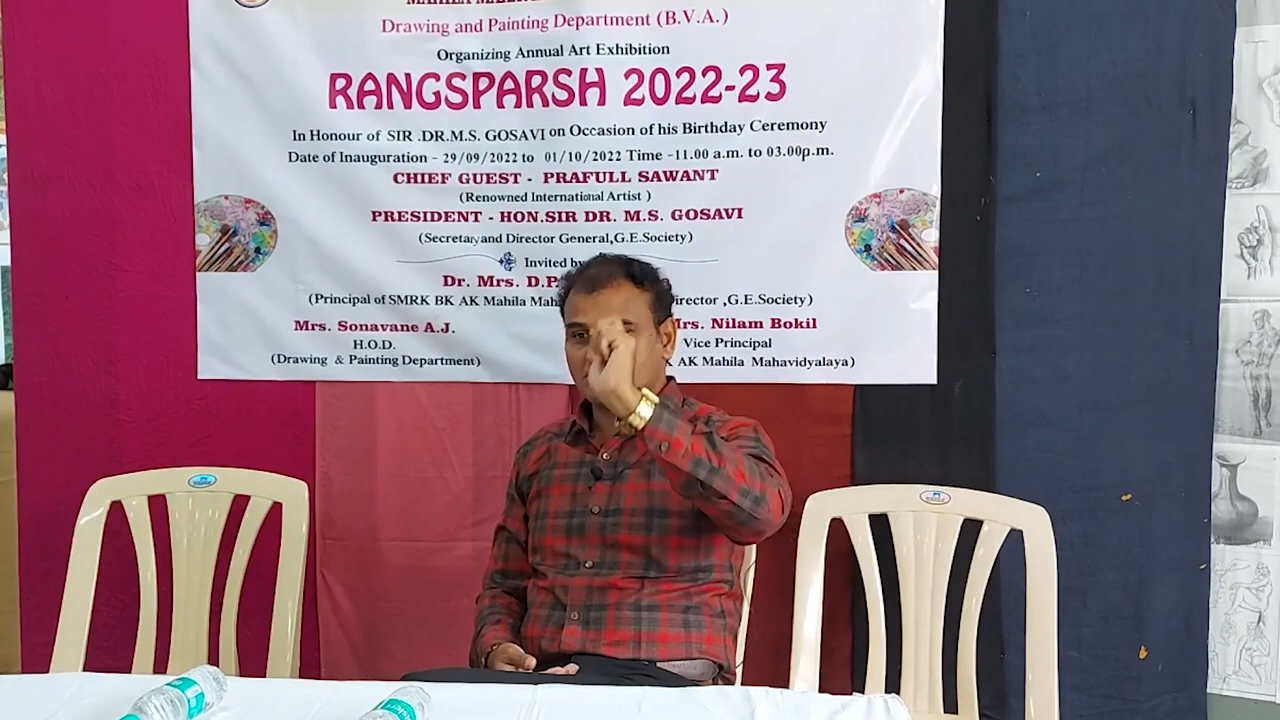 Drawing and Painting Department (B.V.A.)
Organizing Annual Art Exhibition
RANGSPARSH 2022-23
In Honour of SIR .DR.M.S. GOSAVI on Occasion of his Birthday Ceremony
Date of Inauguration - 29/09/2022 to 01/10/2022 Time -11.00 a.m. to 03.00p.m.
CHIEF GUEST - PRAFULL SAWANT
(Renowned International Artist )
PRESIDENT - HON.SIR DR. M.S. GOSAVI
(Secretary and Director General,G.E.Society)
Invited by
Dr. Mrs. D.P.
(Principal of SMRK BK AK Mahila Director ,G.E.Society)
Mrs. Sonavane A.J. Mrs. Nilam Bokil
H.O.D. Vice Principal
(Drawing & Painting Department) AK Mahila Mahavidyalaya)